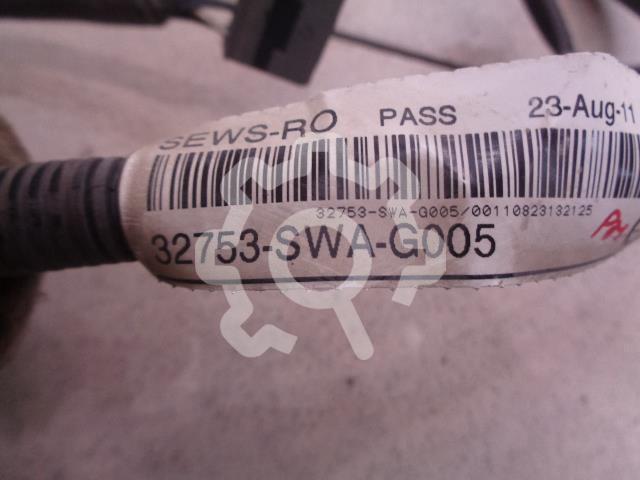 SEWS-RO PASS 23-Aug-11
32753-SWA-G005/00110823132125
32753-SWA-G005